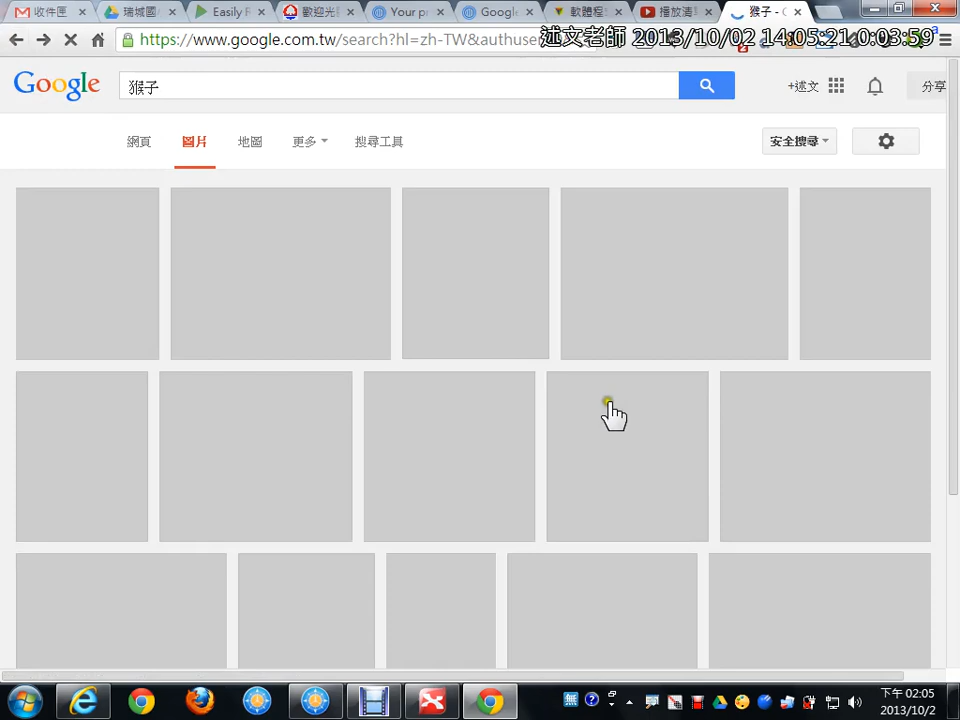 收件匣
瑞城國
Easily R
歡迎光
Your p
Google
軟體程
播放清
猴子 - G
https://www.google.com.tw/search?hl=zh-TW&authuse
述文老師 2013/10/02 14:05:21 0:03:59
Google
猴子
+述文
分享
網頁
圖片
地圖
更多
搜尋工具
安全搜尋
下午 02:05
2013/10/2